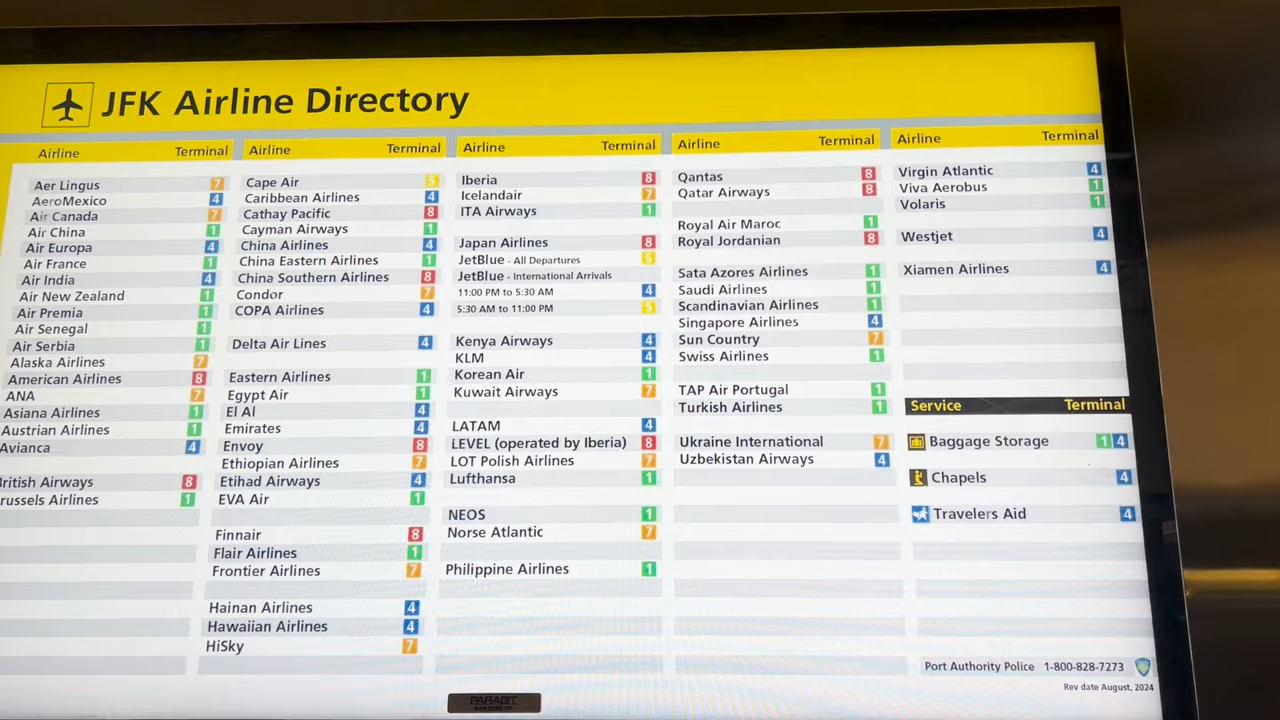 JFK Airline Directory
Airline Terminal
Aer Lingus 7
AeroMexico 4
Air Canada 7
Air China 1
Air Europa 4
Air France 1
Air India 4
Air New Zealand 1
Air Premia 1
Air Senegal 1
Air Serbia 1
Alaska Airlines 7
American Airlines 8
ANA 7
Asiana Airlines 1
Austrian Airlines 1
Avianca 4
British Airways 8
russels Airlines 1
Airline Terminal
Cape Air 5
Caribbean Airlines 4
Cathay Pacific 8
Cayman Airways 1
China Airlines 4
China Eastern Airlines 1
China Southern Airlines 8
Condor 7
COPA Airlines 4
Delta Air Lines 4
Eastern Airlines 1
Egypt Air 1
El Al 4
Emirates 4
Envoy 8
Ethiopian Airlines 7
Etihad Airways 4
EVA Air 1
Finnair 8
Flair Airlines 1
Frontier Airlines 7
Hainan Airlines 4
Hawaiian Airlines 4
HiSky 7
Airline Terminal
Iberia 8
Icelandair 7
ITA Airways 1
Japan Airlines 8
JetBlue - All Departures 5
JetBlue - International Arrivals
11:00 PM to 5:30 AM 4
5:30 AM to 11:00 PM 5
Kenya Airways 4
KLM 4
Korean Air 1
Kuwait Airways 7
LATAM 4
LEVEL (operated by Iberia) 8
LOT Polish Airlines 7
Lufthansa 1
NEOS 1
Norse Atlantic 7
Philippine Airlines 1
Airline Terminal
Qantas 8
Qatar Airways 8
Royal Air Maroc 1
Royal Jordanian 8
Sata Azores Airlines 1
Saudi Airlines 1
Scandinavian Airlines 1
Singapore Airlines 4
Sun Country 7
Swiss Airlines 1
TAP Air Portugal 1
Turkish Airlines 1
Ukraine International 7
Uzbekistan Airways 4
Airline Terminal
Virgin Atlantic 4
Viva Aerobus 1
Volaris 1
Westjet 4
Xiamen Airlines 4
Service Terminal
Baggage Storage 1 4
Chapels 4
Travelers Aid 4
Port Authority Police 1-800-828-7273
Rev date August, 2024
PARABIT